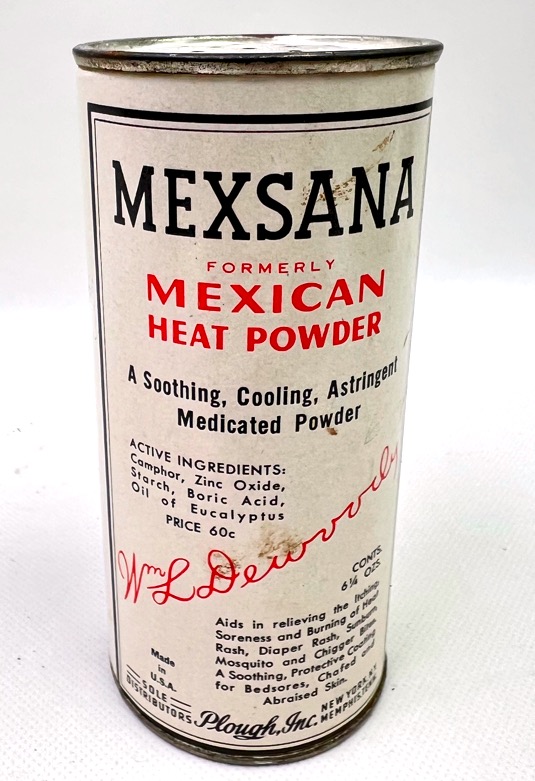 MEXSANA
FORMERLY
MEXICAN
HEAT POWDER
A Soothing, Cooling, Astringent
Medicated Powder
ACTIVE INGREDIENTS:
Camphor, Zinc Oxide,
Starch, Boric Acid,
Oil of Eucalyptus
PRICE 60c
Wm L Dewoody
CONTS.
6¼ OZS.
Aids in relieving the Itching,
Soreness and Burning of Heat
Rash, Diaper Rash, Sunburn,
Mosquito and Chigger Bites.
A Soothing, Protective Coating
for Bedsores, Chafed and
Abraised Skin.
Made
in
U.S.A.
SOLE
DISTRIBUTORS:
Plough, Inc.
NEW YORK, N.Y.
MEMPHIS, TENN.